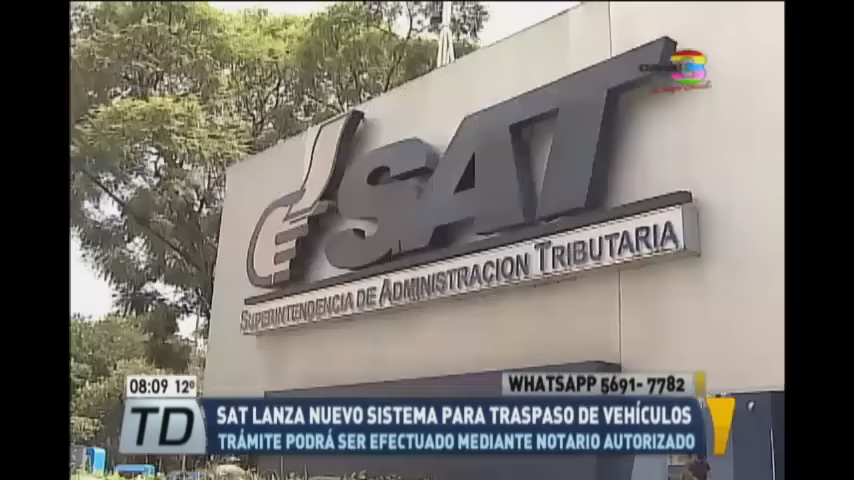 SAT
SUPERINTENDENCIA DE ADMINISTRACION TRIBUTARIA
WHATSAPP 5691-7782
08:09 12°
TD
SAT LANZA NUEVO SISTEMA PARA TRASPASO DE VEHÍCULOS
TRÁMITE PODRÁ SER EFECTUADO MEDIANTE NOTARIO AUTORIZADO